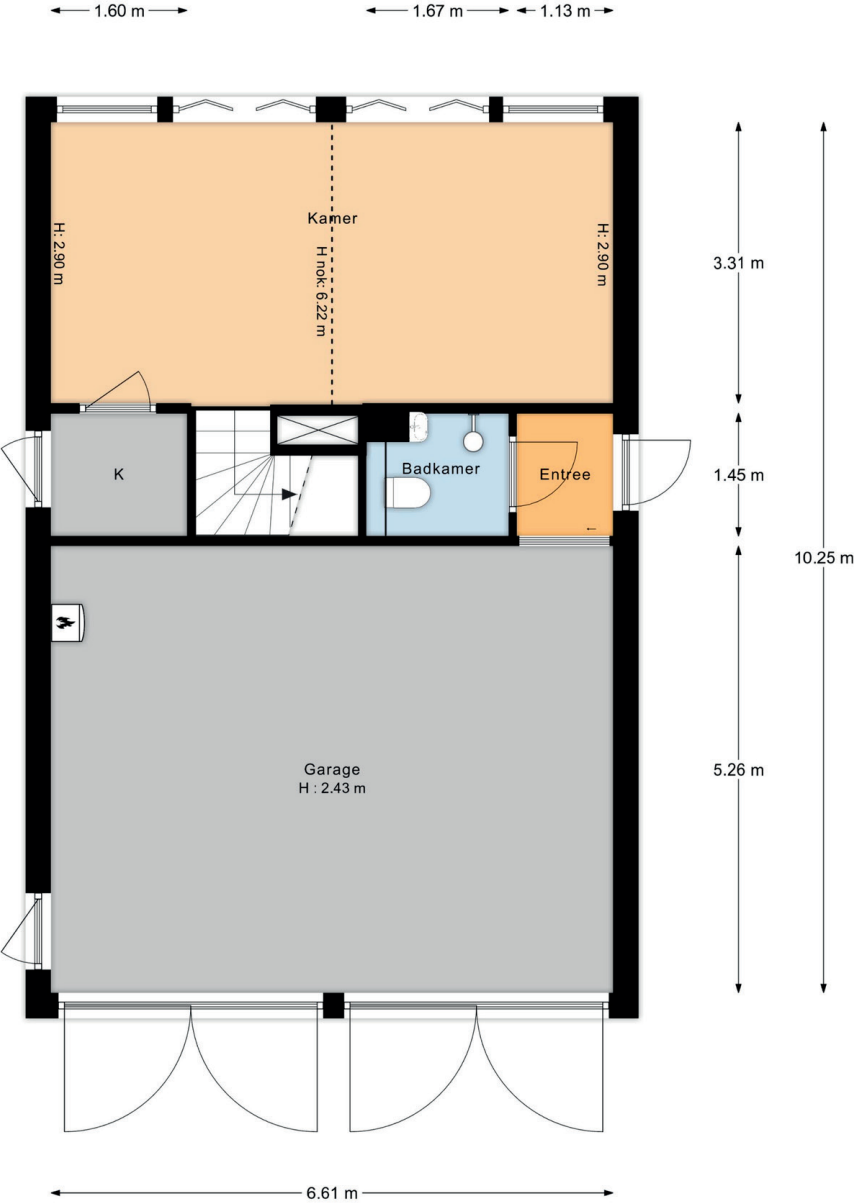 1.60 m
1.67 m
1.13 m
Kamer
H: 2.90 m
H nok: 6.22 m
H: 2.90 m
3.31 m
K
Badkamer
Entree
1.45 m
10.25 m
Garage
H : 2.43 m
5.26 m
6.61 m